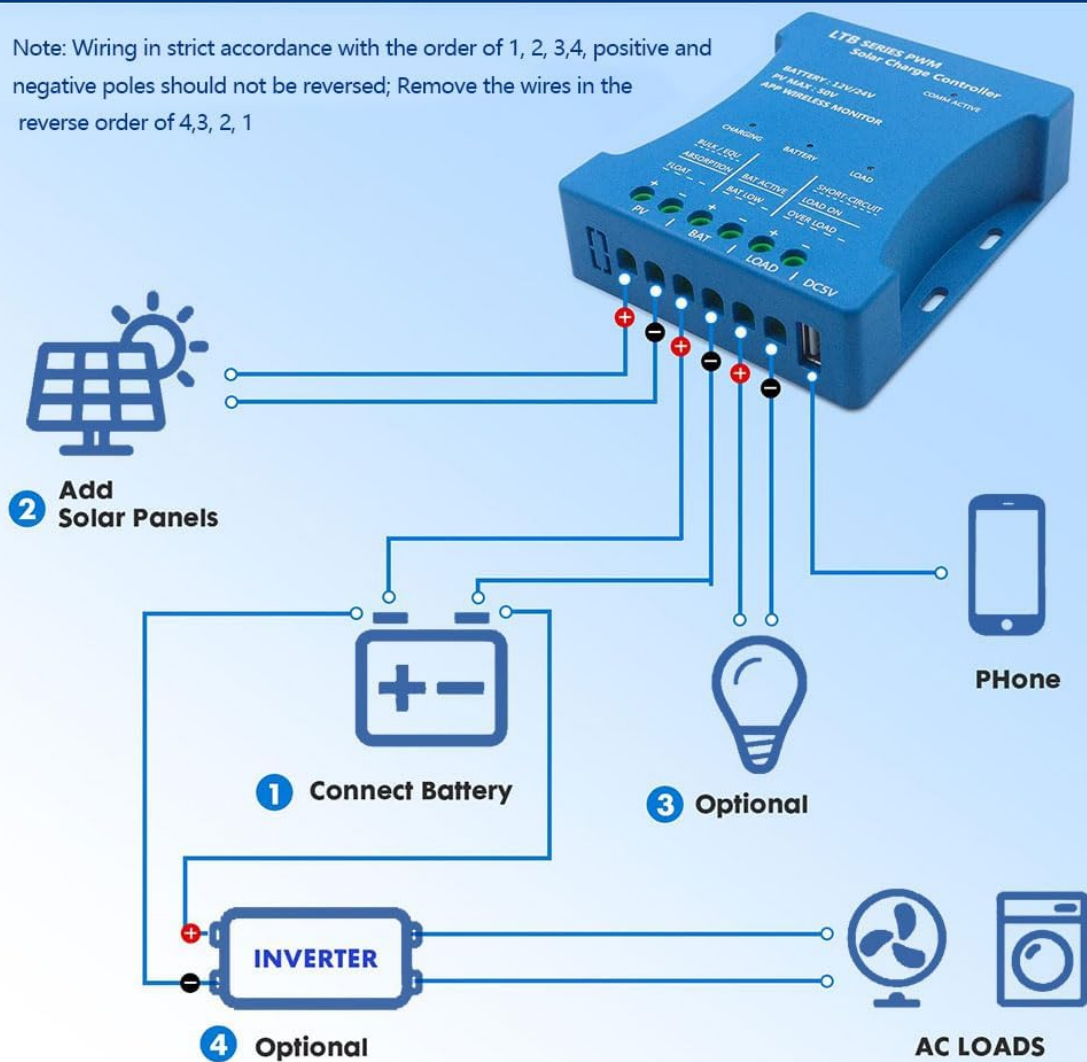 Note: Wiring in strict accordance with the order of 1, 2, 3,4, positive and
negative poles should not be reversed; Remove the wires in the
reverse order of 4,3, 2, 1
LTB SERIES PWM
Solar Charge Controller
BATTERY : 12V/24V
PV MAX : 50V
APP WIRELESS MONITOR
COMM ACTIVE
CHARGING
BATTERY
LOAD
BULK / EQU
ABSORPTION
FLOAT
BAT ACTIVE
BAT LOW
SHORT-CIRCUIT
LOAD ON
OVER LOAD
+ − + − + −
PV | BAT | LOAD | DC5V
+ − + − + −
2 Add
Solar Panels
+ −
1 Connect Battery
3 Optional
PHone
+
−
INVERTER
4 Optional
AC LOADS